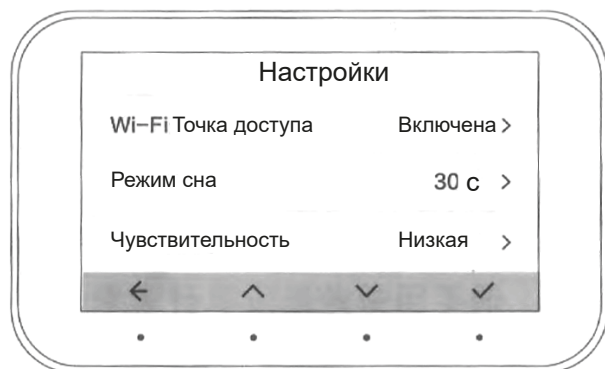 Настройки
Wi-Fi Точка доступа Включена >
Режим сна 30 с >
Чувствительность Низкая >